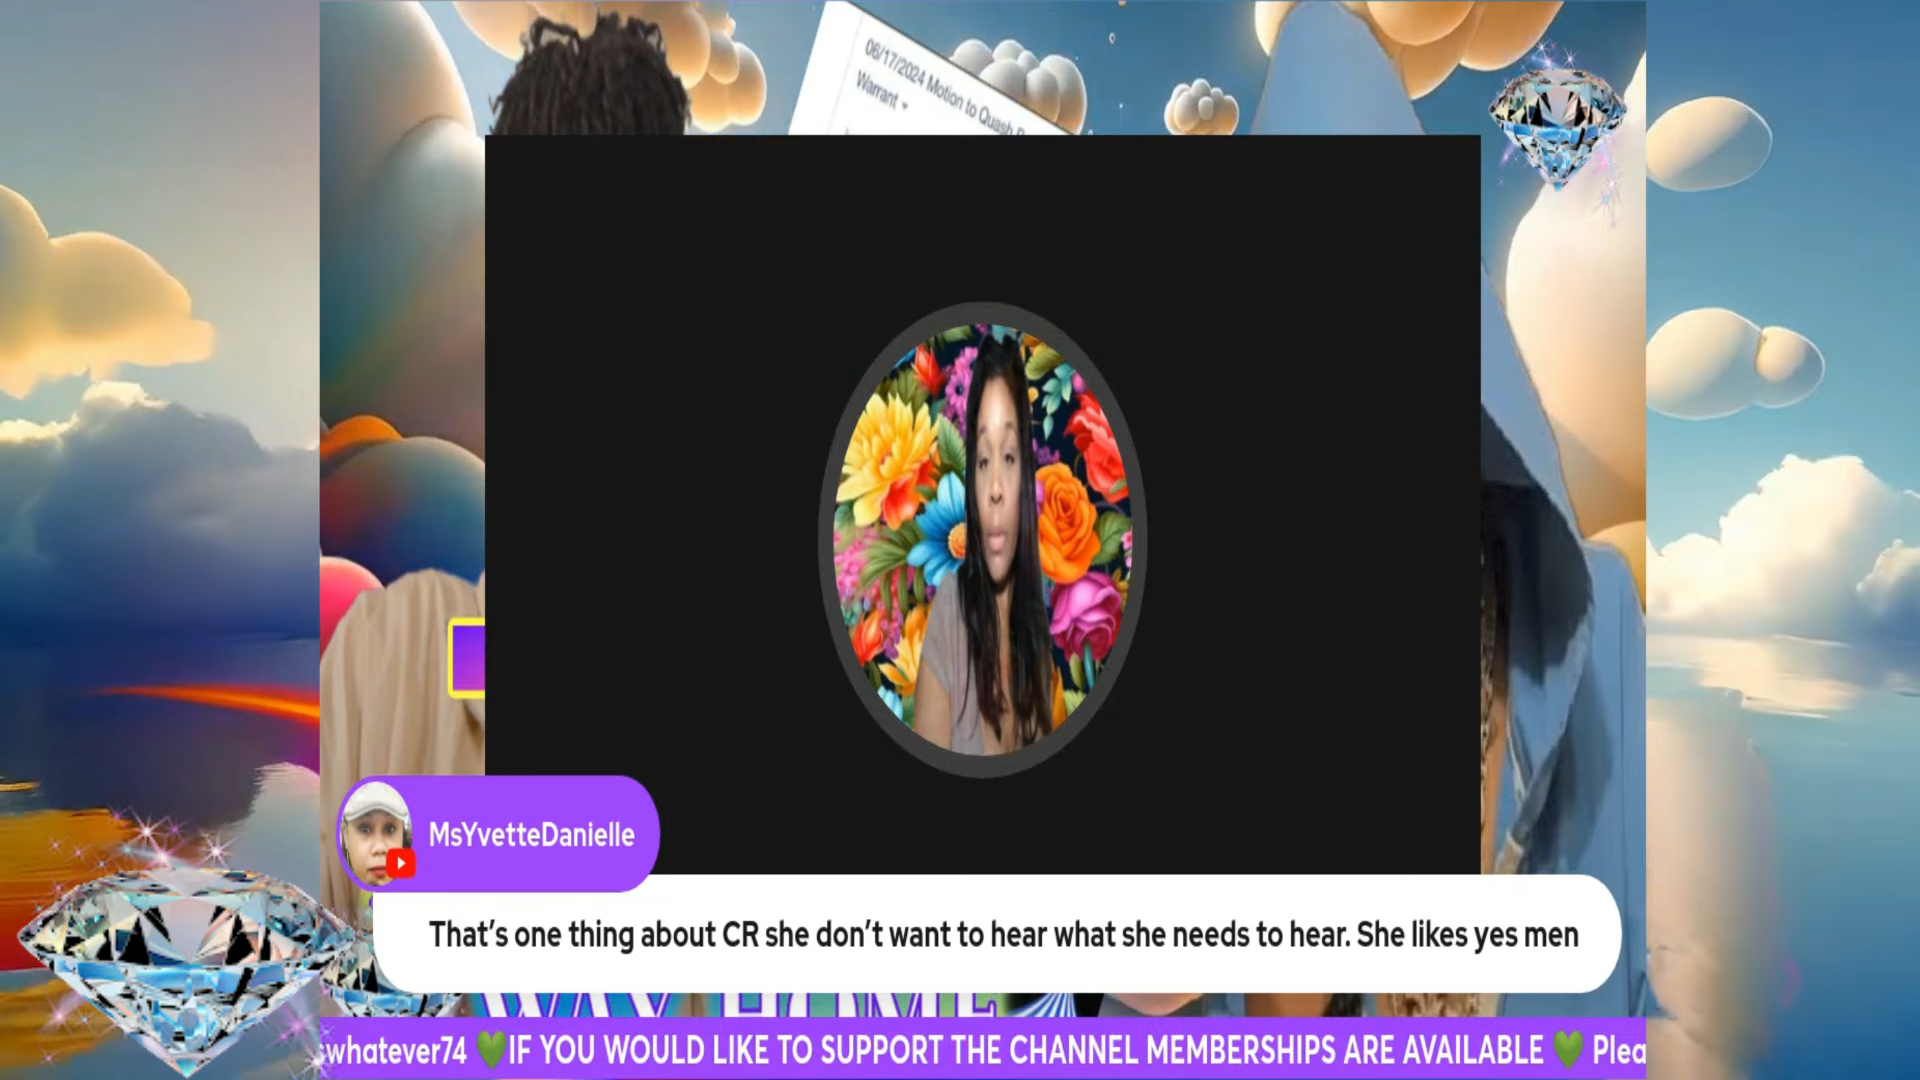 06/17/2024 Motion to Quash
Warrant
MsYvetteDanielle
That's one thing about CR she don't want to hear what she needs to hear. She likes yes men
WAY HOME
whatever74 💚IF YOU WOULD LIKE TO SUPPORT THE CHANNEL MEMBERSHIPS ARE AVAILABLE 💚 Plea